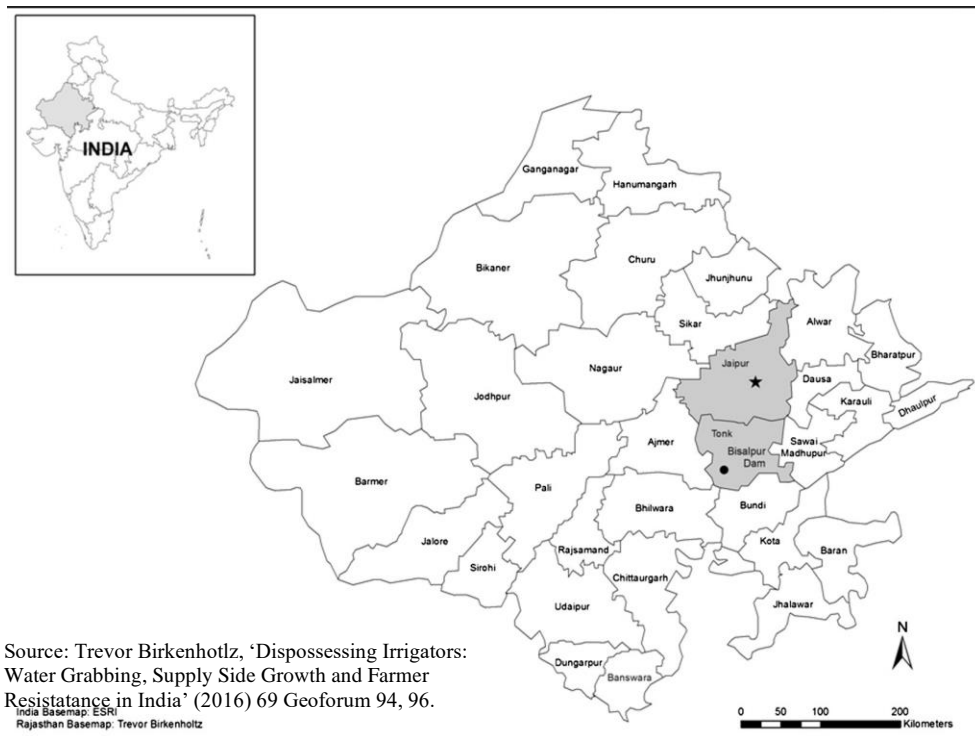 INDIA
Ganganagar
Hanumangarh
Bikaner
Churu
Jhunjhunu
Sikar
Alwar
Bharatpur
Jaipur
Nagaur
Jaisalmer
Jodhpur
Dausa
Karauli
Dhaulpur
Ajmer
Tonk
Bisalpur
Dam
Sawai
Madhupur
Barmer
Pali
Bhilwara
Bundi
Kota
Baran
Jalore
Sirohi
Rajsamand
Chittaurgarh
Udaipur
Jhalawar
Dungarpur
Banswara
N
Source: Trevor Birkenhotlz, ‘Dispossessing Irrigators:
Water Grabbing, Supply Side Growth and Farmer
Resistatance in India’ (2016) 69 Geoforum 94, 96.
India Basemap: ESRI
Rajasthan Basemap: Trevor Birkenholtz
0 50 100 200
Kilometers